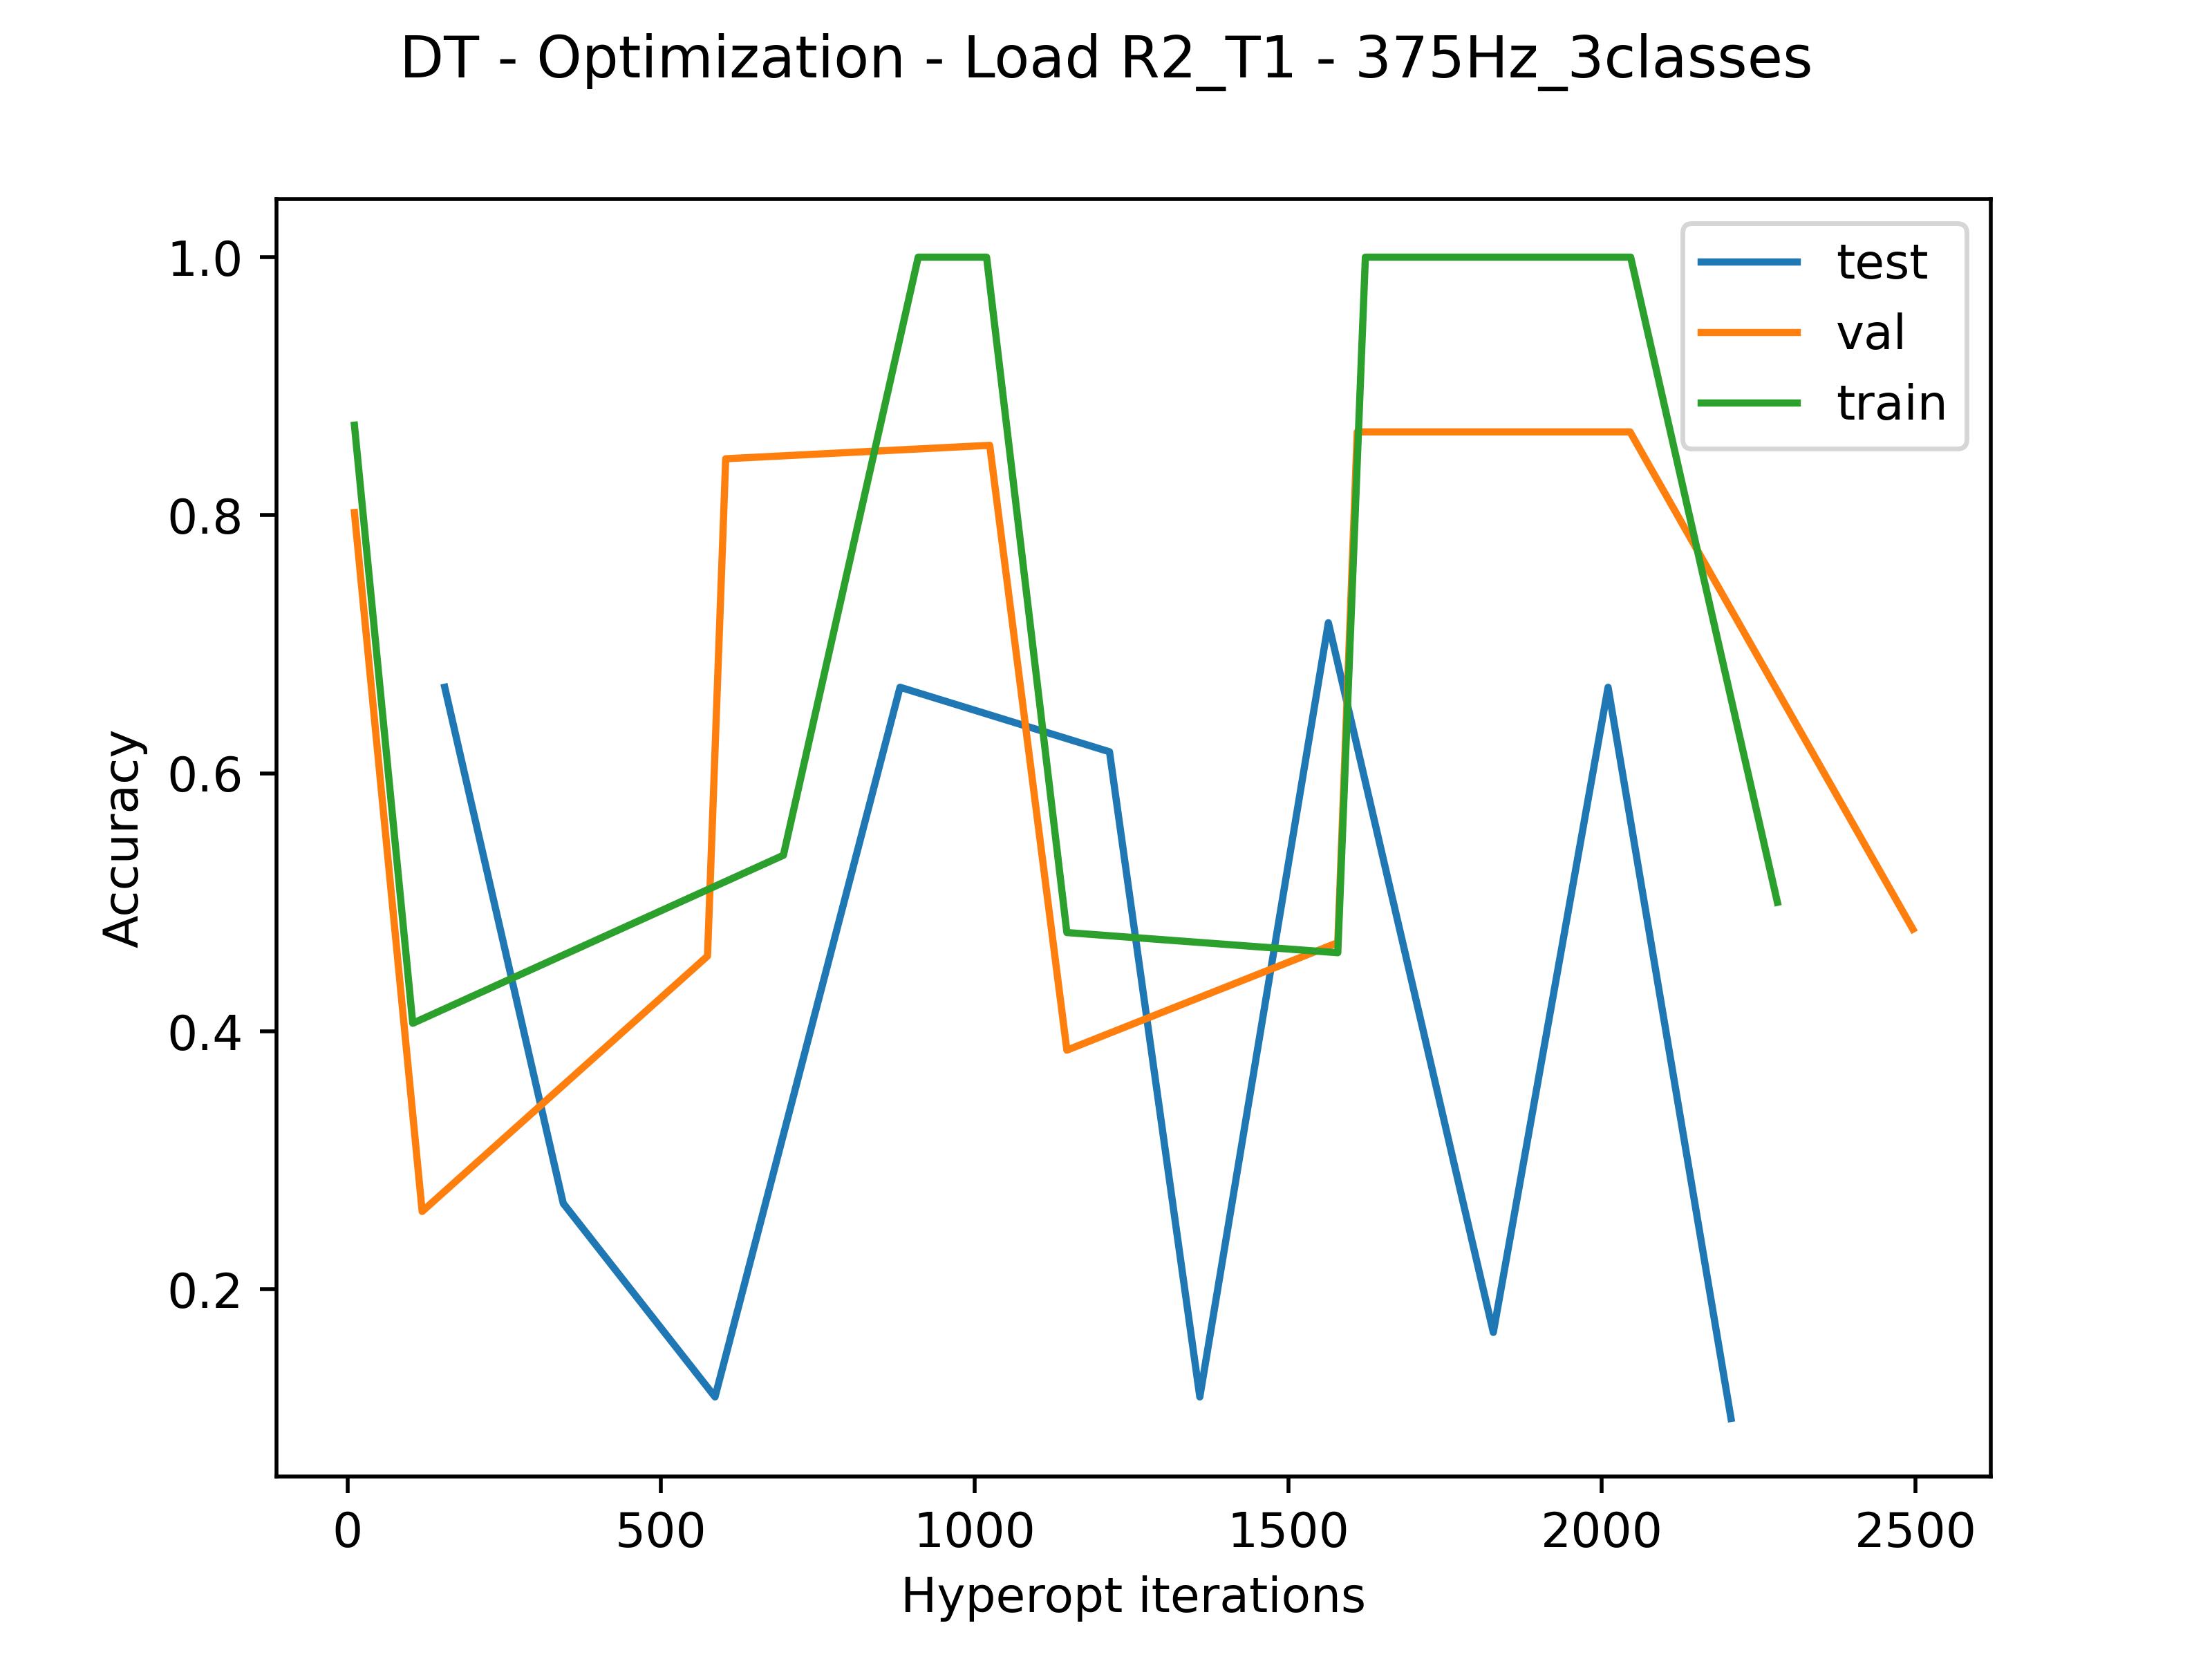 DT - Optimization - Load R2_T1 - 375Hz_3classes
1.0
0.8
0.6
0.4
0.2
Accuracy
test
val
train
0 500 1000 1500 2000 2500
Hyperopt iterations